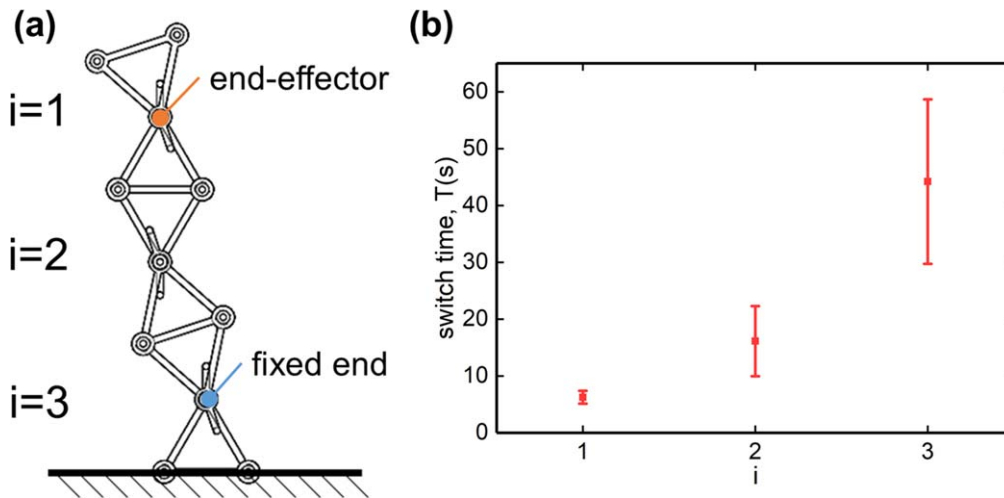 (a)
end-effector
i=1
i=2
fixed end
i=3
(b)
switch time, T(s)
60
50
40
30
20
10
0
1 2 3
i